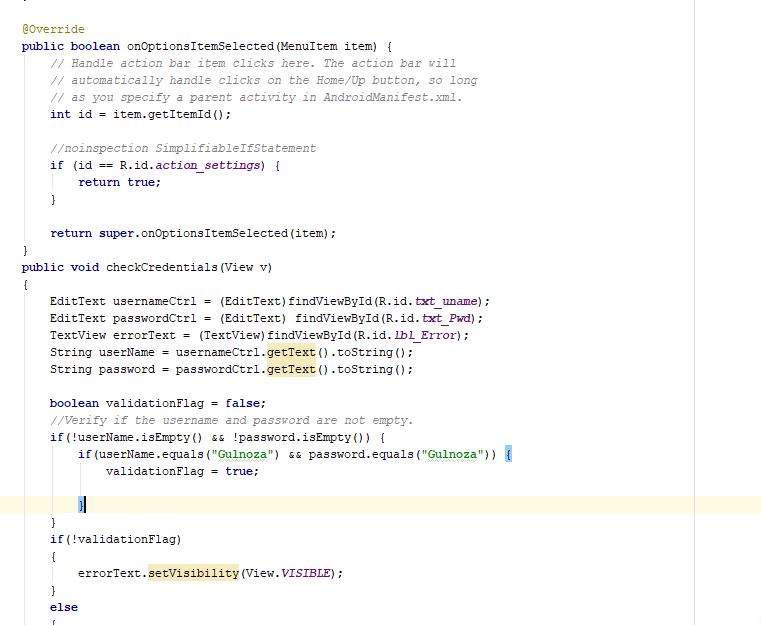 @Override
public boolean onOptionsItemSelected(MenuItem item) {
    // Handle action bar item clicks here. The action bar will
    // automatically handle clicks on the Home/Up button, so long
    // as you specify a parent activity in AndroidManifest.xml.
    int id = item.getItemId();

    //noinspection SimplifiableIfStatement
    if (id == R.id.action_settings) {
        return true;
    }

    return super.onOptionsItemSelected(item);
}
public void checkCredentials(View v)
{
    EditText usernameCtrl = (EditText)findViewById(R.id.txt_uname);
    EditText passwordCtrl = (EditText) findViewById(R.id.txt_Pwd);
    TextView errorText = (TextView)findViewById(R.id.lbl_Error);
    String userName = usernameCtrl.getText().toString();
    String password = passwordCtrl.getText().toString();

    boolean validationFlag = false;
    //Verify if the username and password are not empty.
    if(!userName.isEmpty() && !password.isEmpty()) {
        if(userName.equals("Gulnoza") && password.equals("Gulnoza")) {
            validationFlag = true;

        }
    }
    if(!validationFlag)
    {
        errorText.setVisibility(View.VISIBLE);
    }
    else
    {